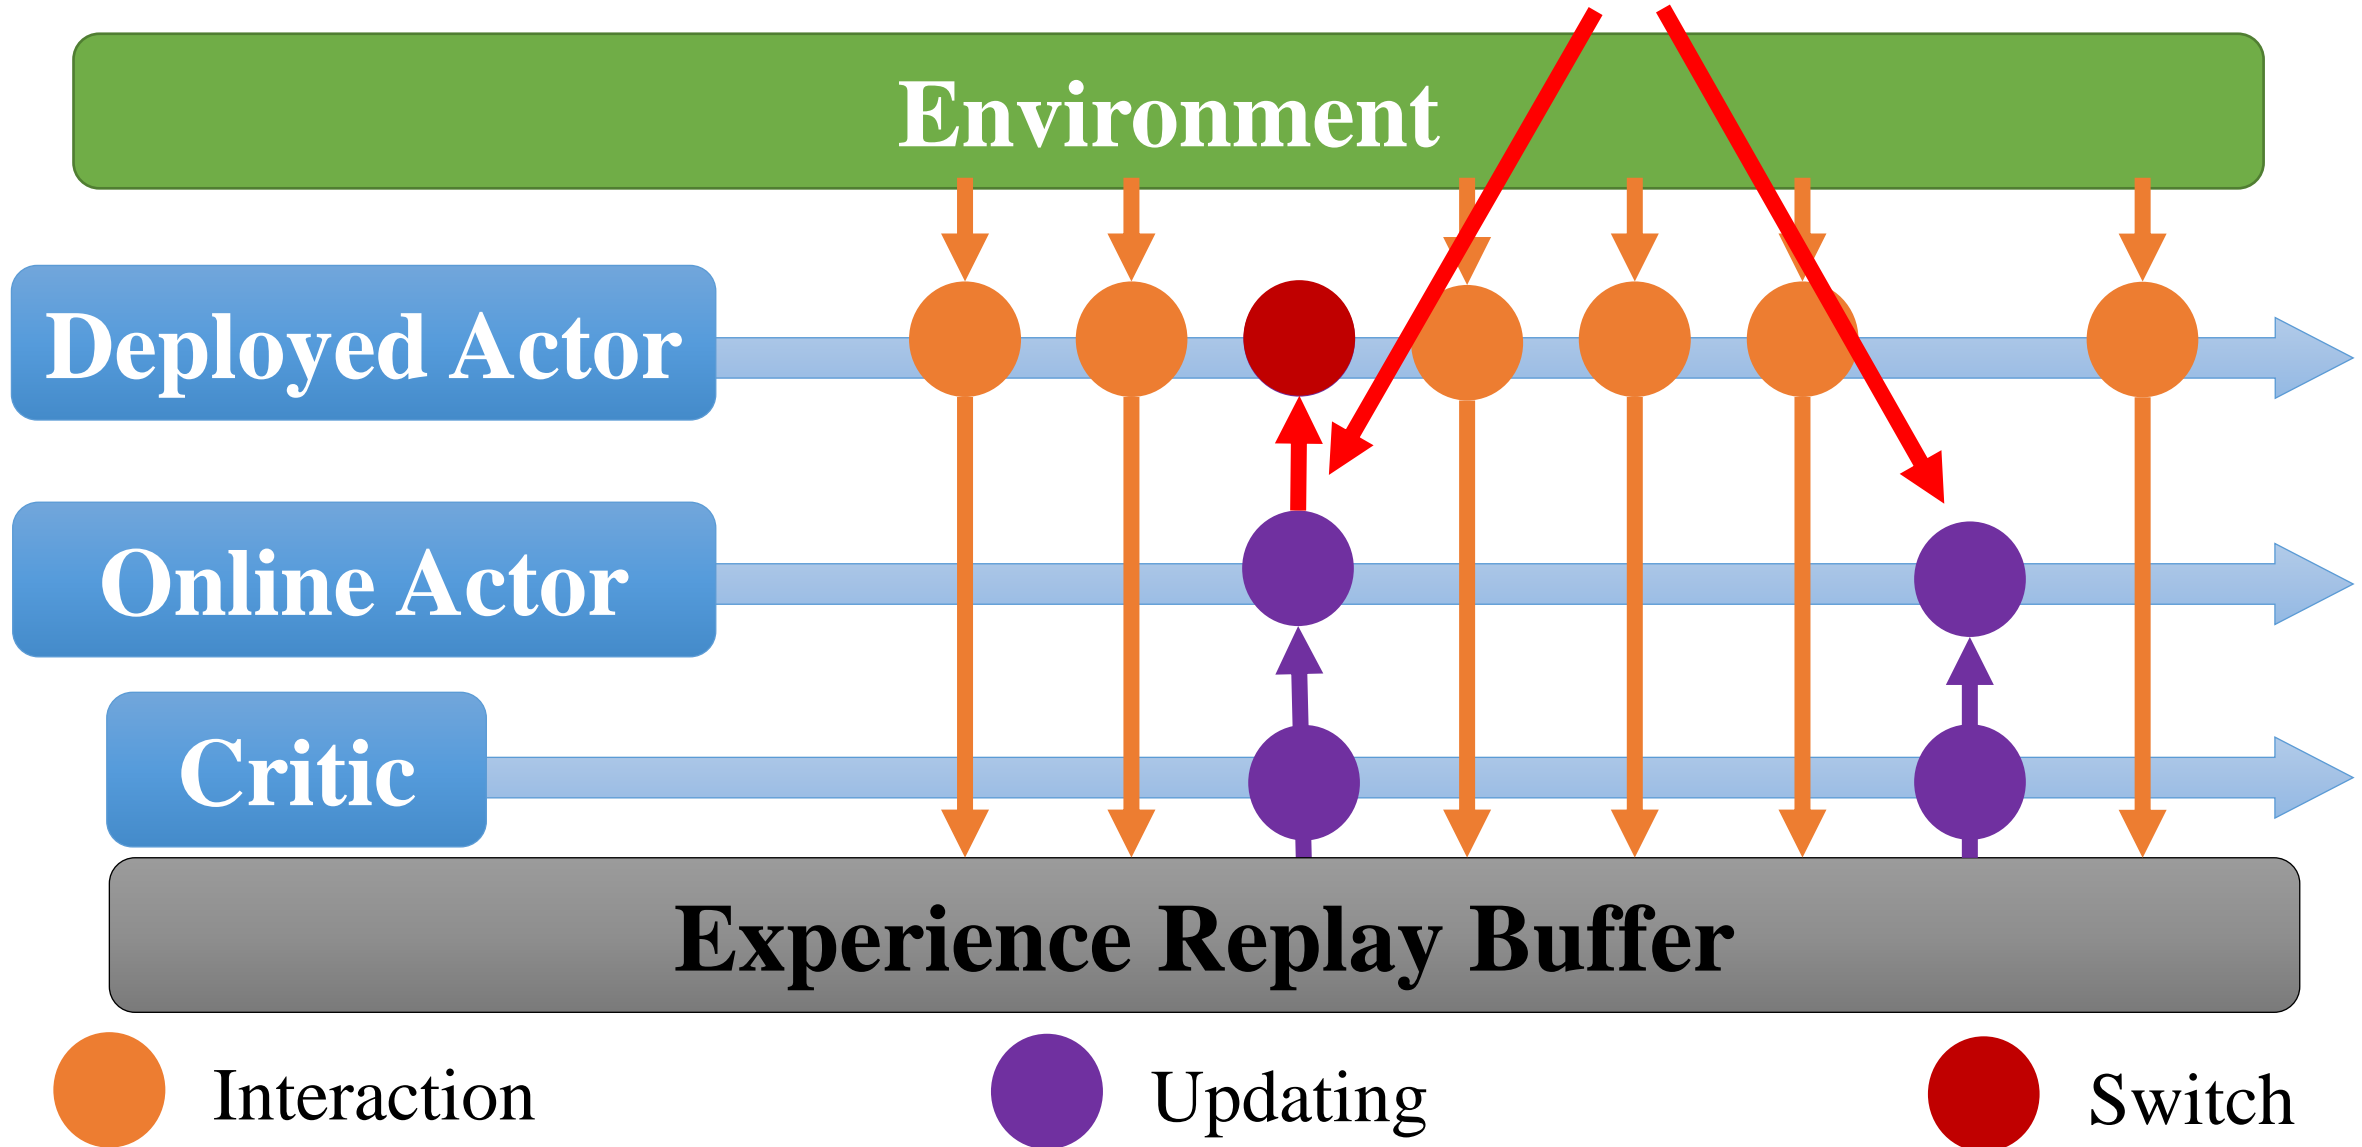 Environment
Deployed Actor
Online Actor
Critic
Experience Replay Buffer
Interaction
Updating
Switch